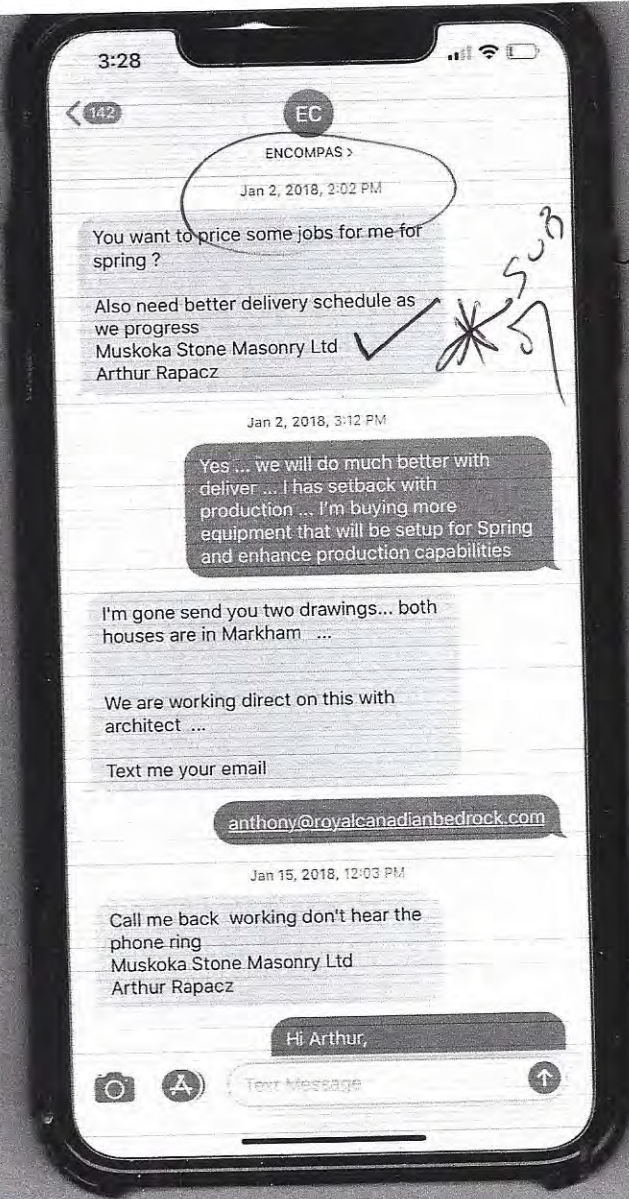 3:28
142
EC
ENCOMPAS >
Jan 2, 2018, 2:02 PM
You want to price some jobs for me for
spring ?
Also need better delivery schedule as
we progress
Muskoka Stone Masonry Ltd
Arthur Rapacz
SUB
Jan 2, 2018, 3:12 PM
Yes ... we will do much better with
deliver ... I has setback with
production ... I'm buying more
equipment that will be setup for Spring
and enhance production capabilities
I'm gone send you two drawings... both
houses are in Markham ...
We are working direct on this with
architect ...
Text me your email
anthony@royalcanadianbedrock.com
Jan 15, 2018, 12:03 PM
Call me back working don't hear the
phone ring
Muskoka Stone Masonry Ltd
Arthur Rapacz
Hi Arthur,
Text Message